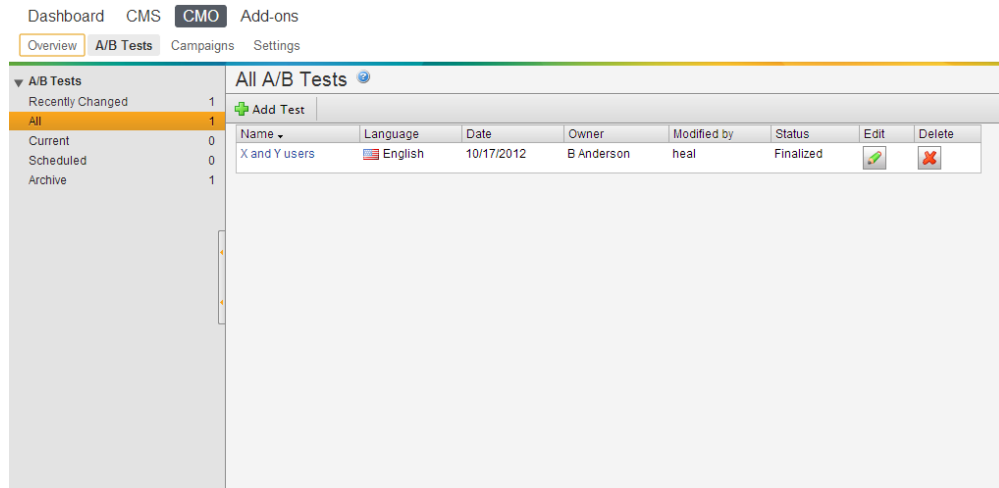 Dashboard CMS CMO Add-ons
Overview A/B Tests Campaigns Settings
A/B Tests
Recently Changed 1
All 1
Current 0
Scheduled 0
Archive 1
All A/B Tests
Add Test
Name Language Date Owner Modified by Status Edit Delete
X and Y users English 10/17/2012 B Anderson heal Finalized